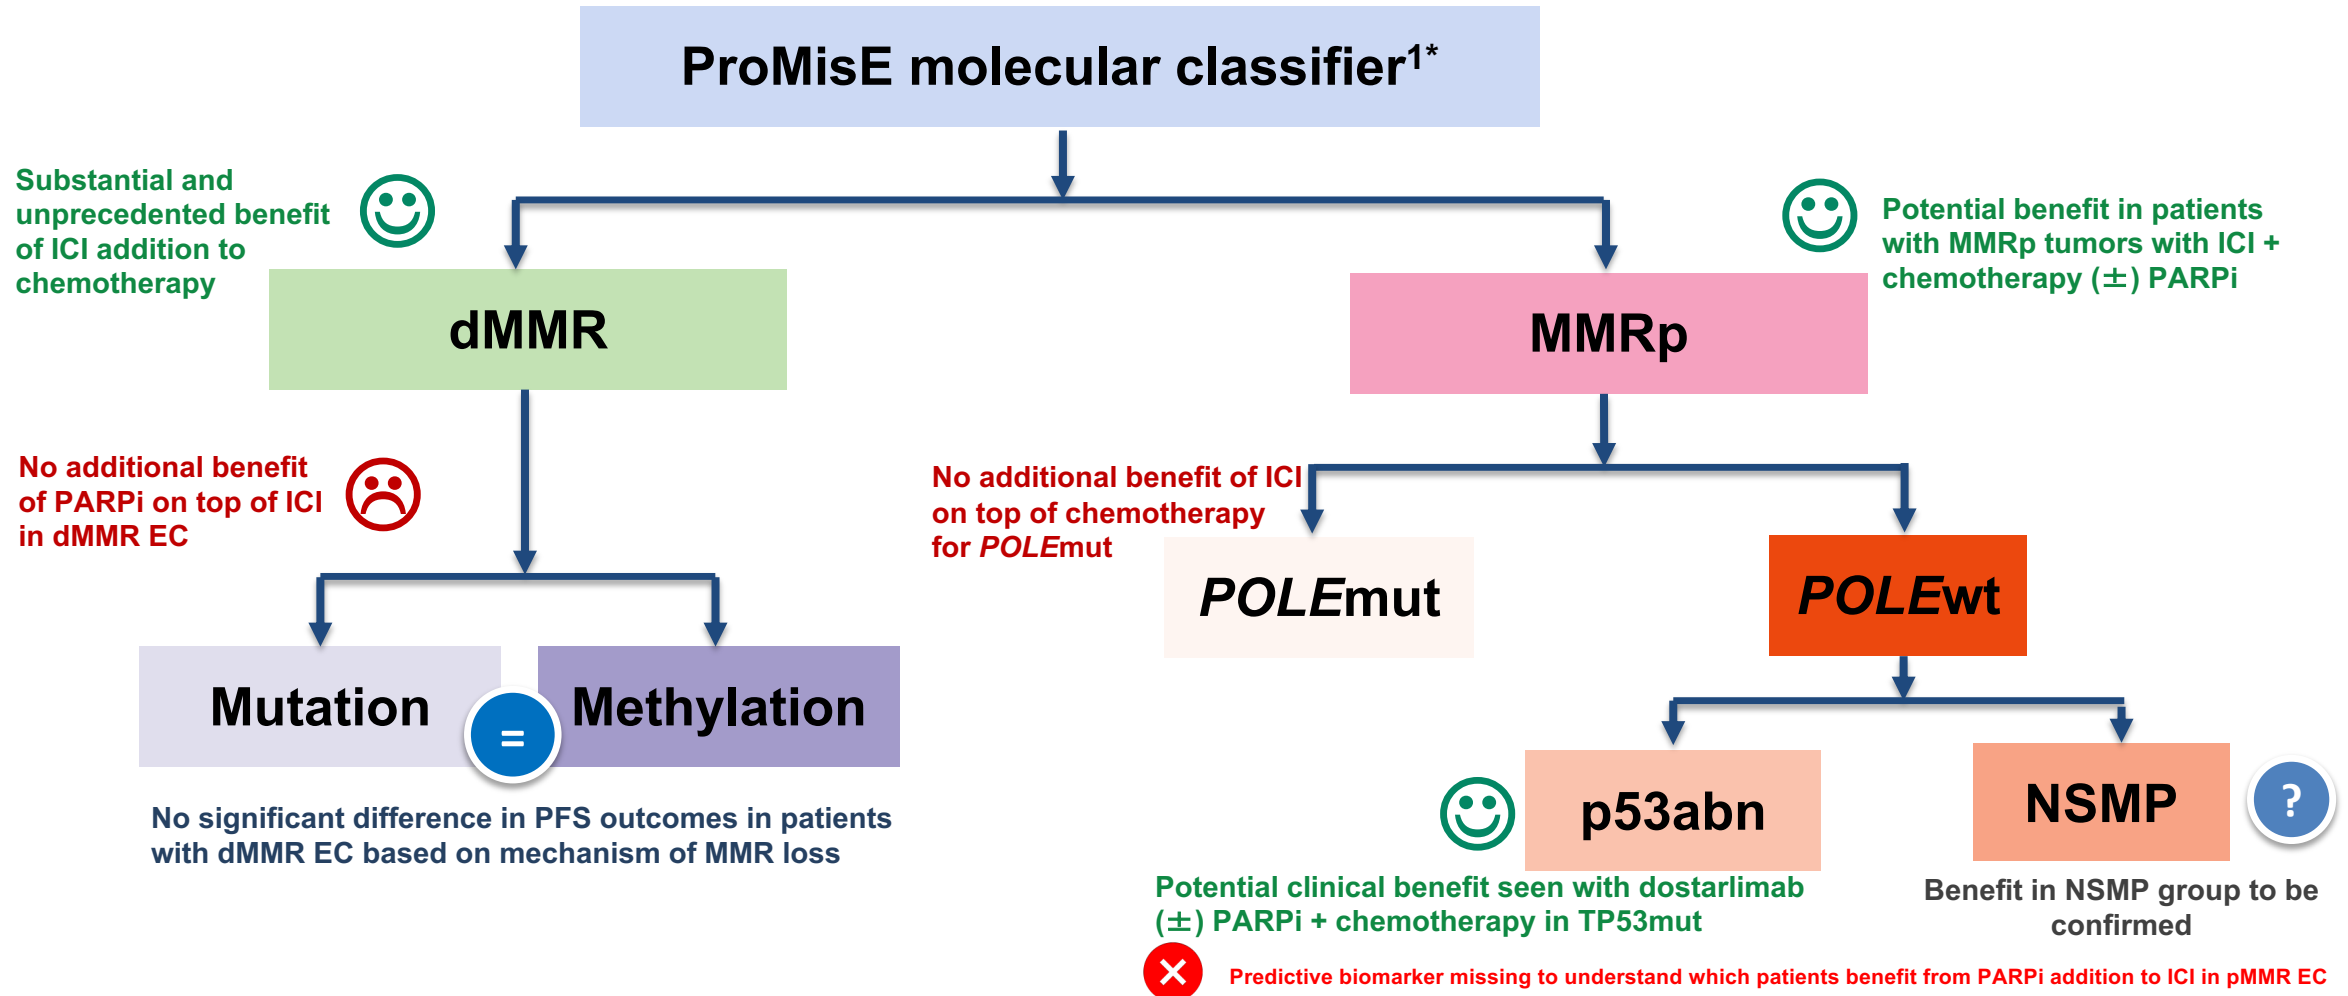 ProMisE molecular classifier1*
Substantial and
unprecedented benefit
of ICI addition to
chemotherapy
Potential benefit in patients
with MMRp tumors with ICI +
chemotherapy (±) PARPi
dMMR
MMRp
No additional benefit
of PARPi on top of ICI
in dMMR EC
No additional benefit of ICI
on top of chemotherapy
for POLEmut
POLEmut
POLEwt
Mutation
=
Methylation
No significant difference in PFS outcomes in patients
with dMMR EC based on mechanism of MMR loss
p53abn
NSMP
?
Potential clinical benefit seen with dostarlimab
(±) PARPi + chemotherapy in TP53mut
Benefit in NSMP group to be
confirmed
Predictive biomarker missing to understand which patients benefit from PARPi addition to ICI in pMMR EC